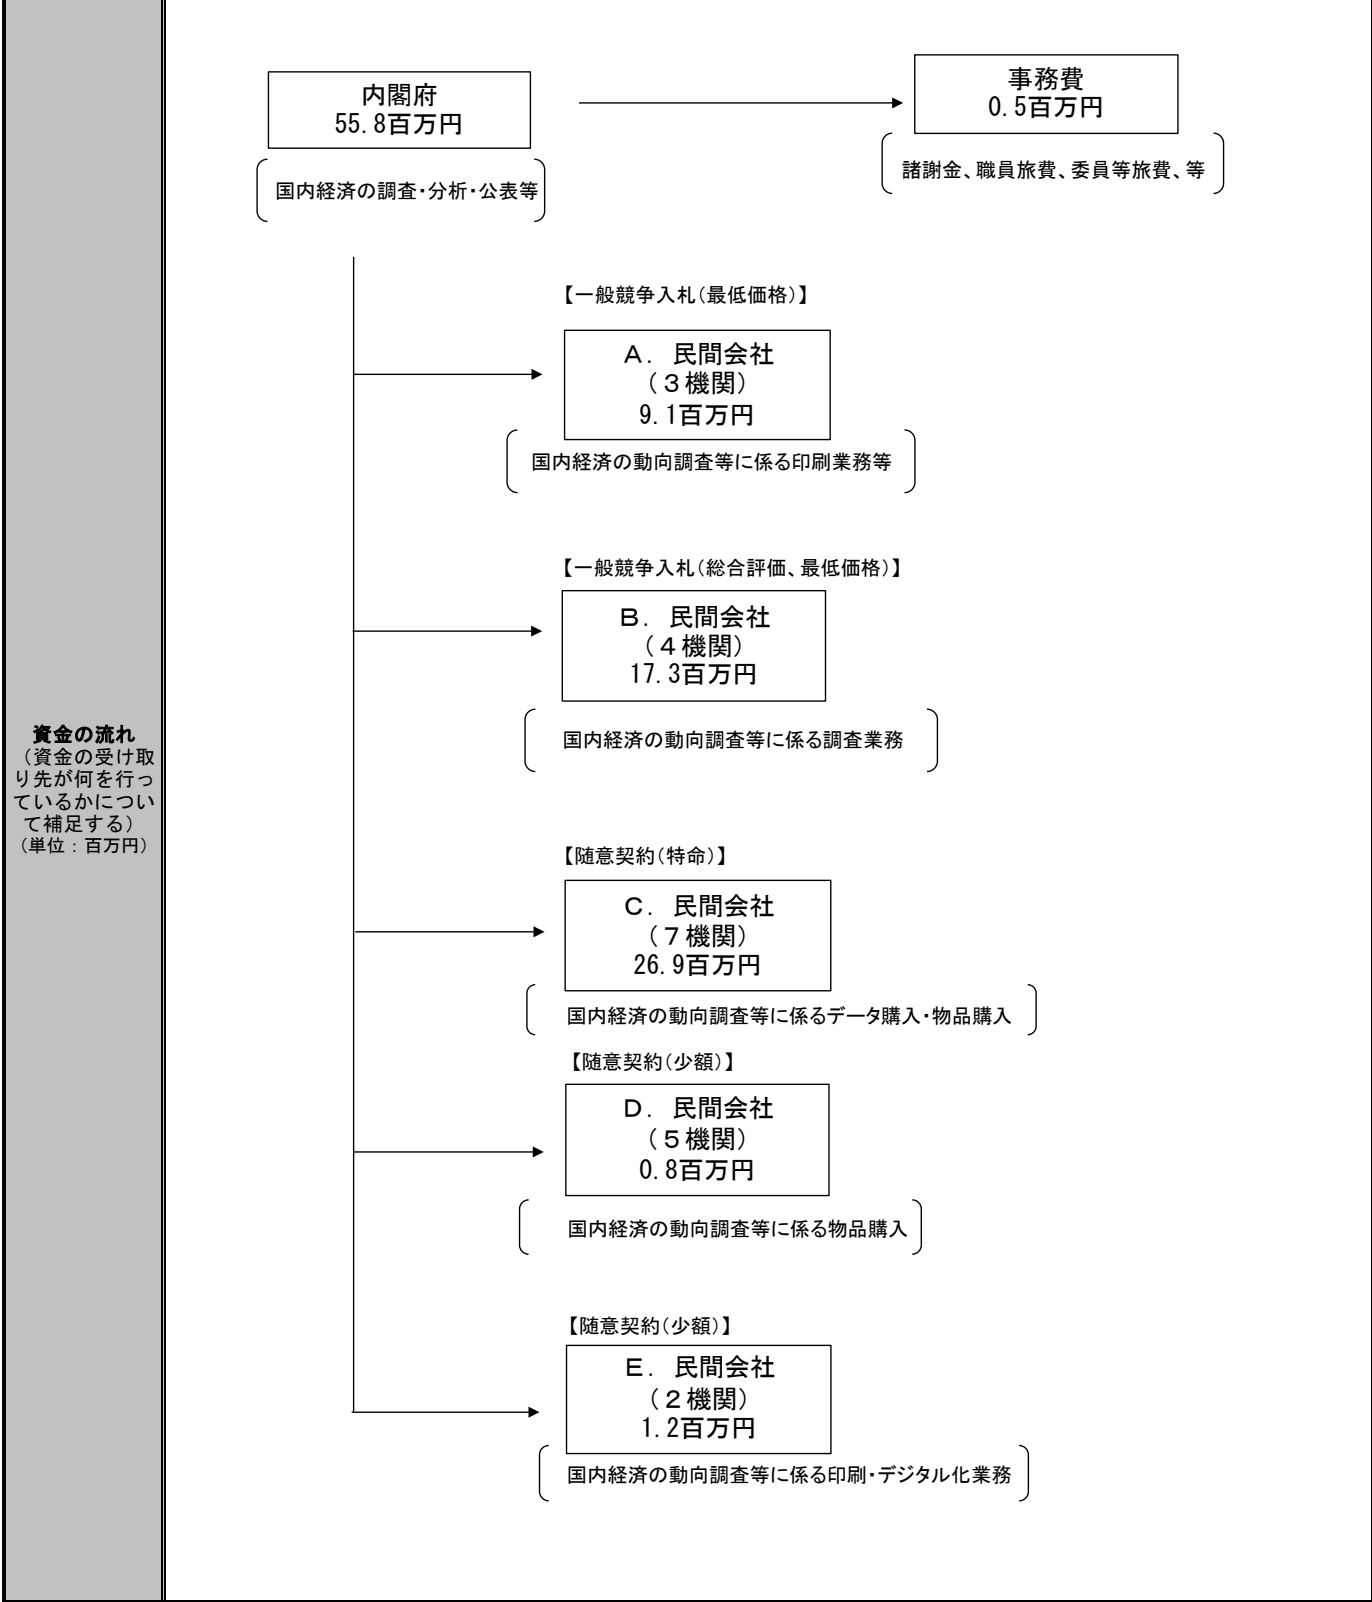 資金の流れ
（資金の受け取
り先が何を行っ
ているかについ
て補足する）
（単位：百万円）
内閣府
55.8百万円
国内経済の調査・分析・公表等
事務費
0.5百万円
諸謝金、職員旅費、委員等旅費、等
【一般競争入札（最低価格）】
Ａ．民間会社
（３機関）
9.1百万円
国内経済の動向調査等に係る印刷業務等
【一般競争入札（総合評価、最低価格）】
Ｂ．民間会社
（４機関）
17.3百万円
国内経済の動向調査等に係る調査業務
【随意契約（特命）】
Ｃ．民間会社
（７機関）
26.9百万円
国内経済の動向調査等に係るデータ購入・物品購入
【随意契約（少額）】
Ｄ．民間会社
（５機関）
0.8百万円
国内経済の動向調査等に係る物品購入
【随意契約（少額）】
Ｅ．民間会社
（２機関）
1.2百万円
国内経済の動向調査等に係る印刷・デジタル化業務